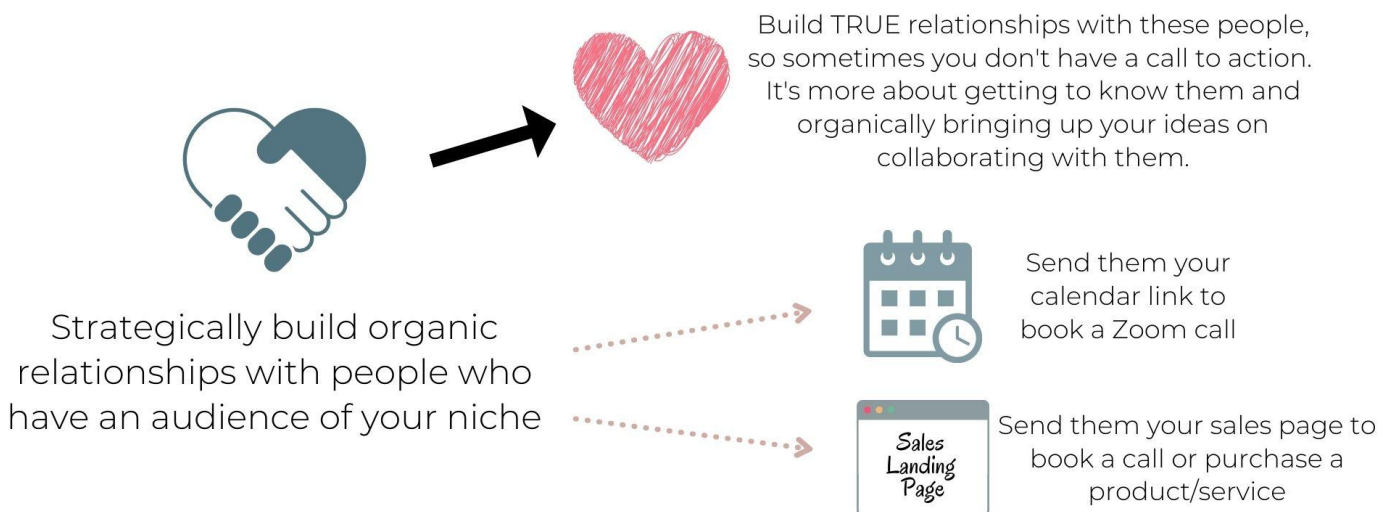 Build TRUE relationships with these people,
so sometimes you don't have a call to action.
It's more about getting to know them and
organically bringing up your ideas on
collaborating with them.
Strategically build organic
relationships with people who
have an audience of your niche
Send them your
calendar link to
book a Zoom call
Sales
Landing
Page
Send them your sales page to
book a call or purchase a
product/service